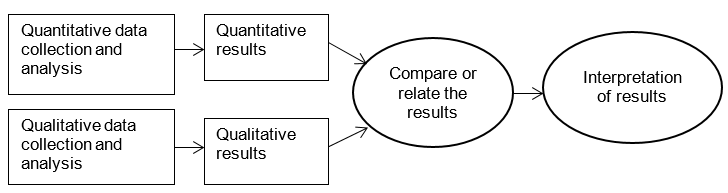 Quantitative data
collection and
analysis
Quantitative
results
Qualitative data
collection and
analysis
Qualitative
results
Compare or
relate the
results
Interpretation
of results